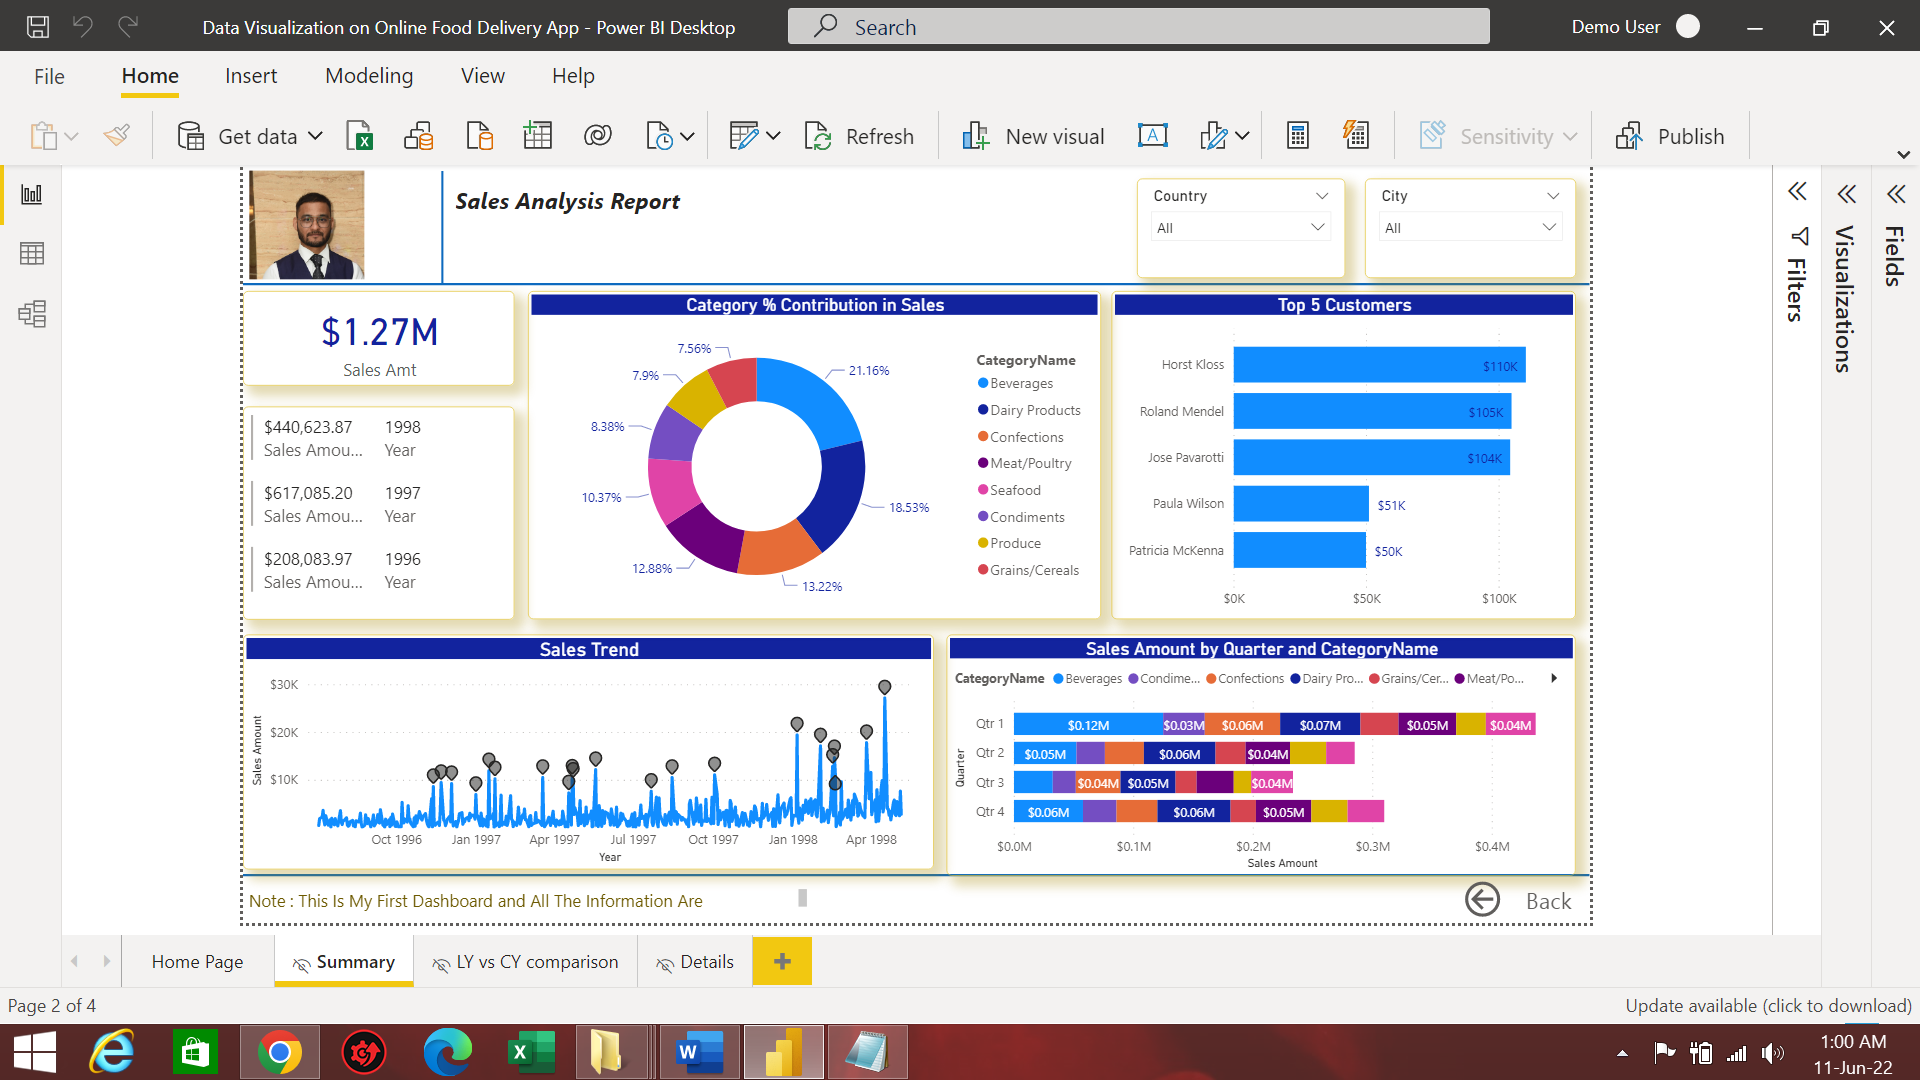 Data Visualization on Online Food Delivery App - Power BI Desktop
Search
Demo User
File Home Insert Modeling View Help
Get data
Refresh
New visual
Sensitivity
Publish
Sales Analysis Report
Country
All
City
All
Filters
Visualizations
Fields
$1.27M
Sales Amt
$440,623.87 1998
Sales Amou... Year
$617,085.20 1997
Sales Amou... Year
$208,083.97 1996
Sales Amou... Year
Category % Contribution in Sales
7.56%
21.16%
7.9%
8.38%
10.37%
18.53%
12.88%
13.22%
CategoryName
Beverages
Dairy Products
Confections
Meat/Poultry
Seafood
Condiments
Produce
Grains/Cereals
Top 5 Customers
Horst Kloss $110K
Roland Mendel $105K
Jose Pavarotti $104K
Paula Wilson $51K
Patricia McKenna $50K
$0K $50K $100K
Sales Trend
Sales Amount
$30K
$20K
$10K
Oct 1996 Jan 1997 Apr 1997 Jul 1997 Oct 1997 Jan 1998 Apr 1998
Year
Sales Amount by Quarter and CategoryName
CategoryName Beverages Condime... Confections Dairy Pro... Grains/Cer... Meat/Po...
Quarter
Qtr 1 $0.12M $0.03M $0.06M $0.07M $0.05M $0.04M
Qtr 2 $0.05M $0.06M $0.04M
Qtr 3 $0.04M $0.05M $0.04M
Qtr 4 $0.06M $0.06M $0.05M
$0.0M $0.1M $0.2M $0.3M $0.4M
Sales Amount
Note : This Is My First Dashboard and All The Information Are
Back
Home Page Summary LY vs CY comparison Details
Page 2 of 4
Update available (click to download)
1:00 AM
11-Jun-22